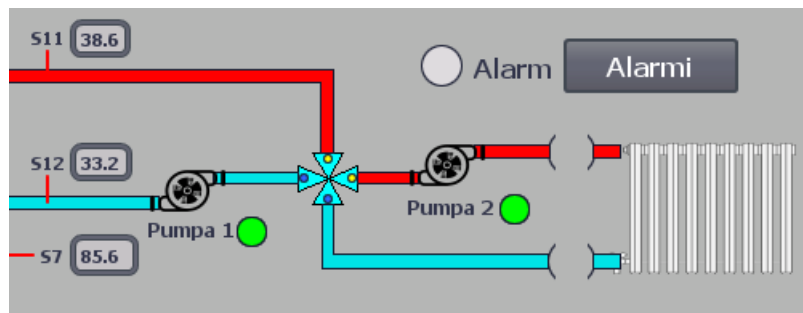 S11 38.6
Alarm Alarmi
S12 33.2
Pumpa 1
Pumpa 2
S7 85.6